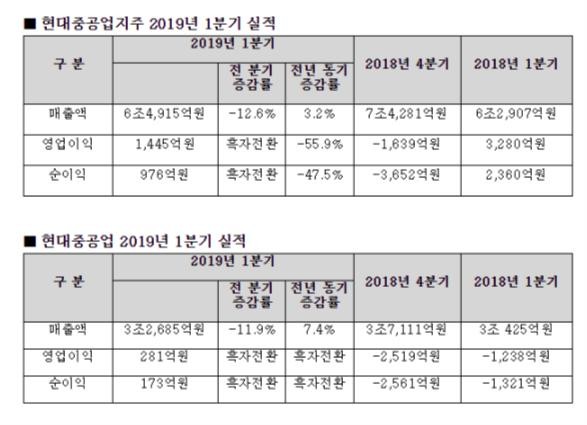 ■ 현대중공업지주 2019년 1분기 실적
구 분 2019년 1분기 2018년 4분기 2018년 1분기
전 분기 증감률 전년 동기 증감률
매출액 6조4,915억원 -12.6% 3.2% 7조4,281억원 6조2,907억원
영업이익 1,445억원 흑자전환 -55.9% -1,639억원 3,280억원
순이익 976억원 흑자전환 -47.5% -3,652억원 2,360억원
■ 현대중공업 2019년 1분기 실적
구 분 2019년 1분기 2018년 4분기 2018년 1분기
전 분기 증감률 전년 동기 증감률
매출액 3조2,685억원 -11.9% 7.4% 3조7,111억원 3조 425억원
영업이익 281억원 흑자전환 흑자전환 -2,519억원 -1,238억원
순이익 173억원 흑자전환 흑자전환 -2,561억원 -1,321억원